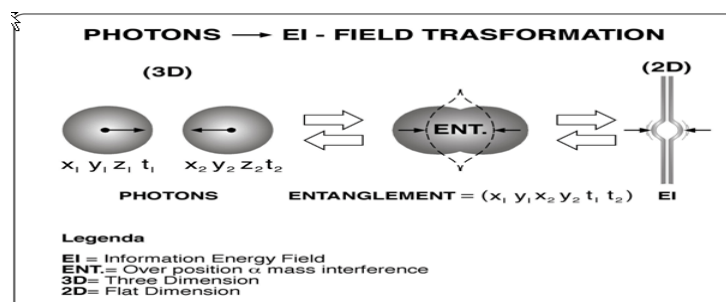 PHOTONS → EI - FIELD TRASFORMATION
(3D)
(2D)
ENT.
x₁ y₁ z₁ t₁ x₂ y₂ z₂ t₂
PHOTONS ENTANGLEMENT = (x₁ y₁ x₂ y₂ t₁ t₂) EI
Legenda
EI = Information Energy Field
ENT.= Over position α mass interference
3D= Three Dimension
2D= Flat Dimension